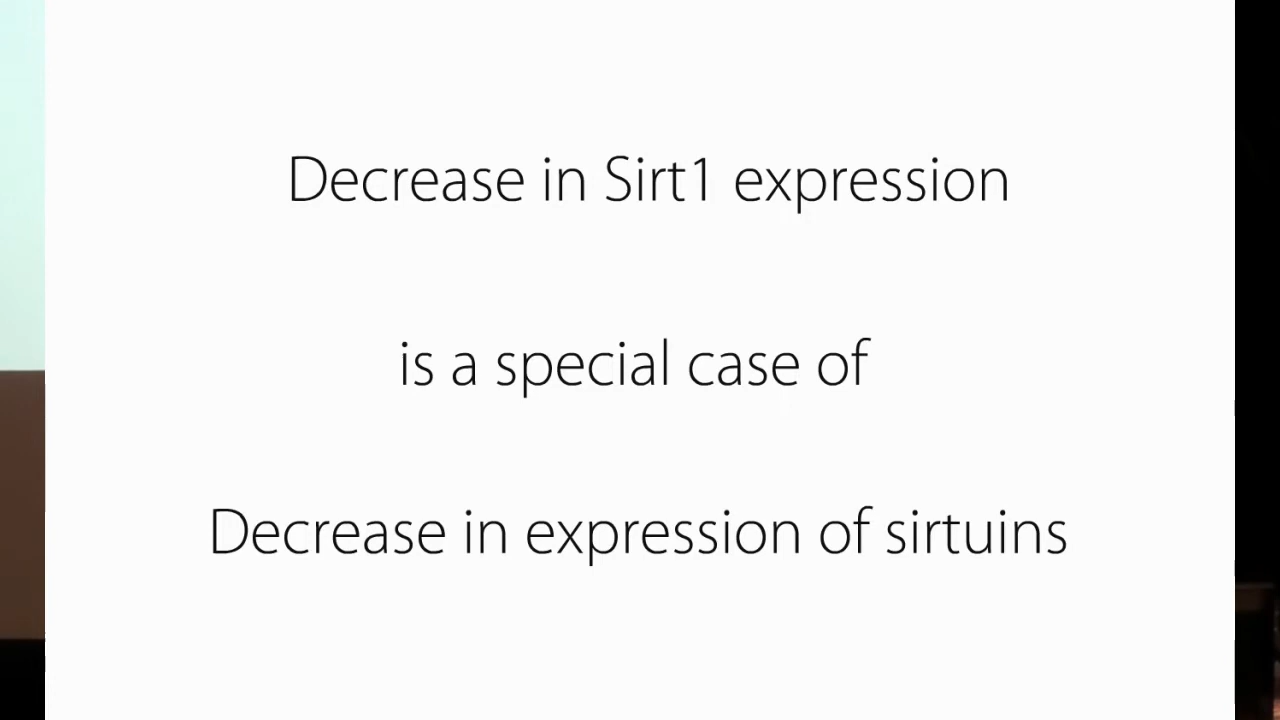 Decrease in Sirt1 expression
is a special case of
Decrease in expression of sirtuins